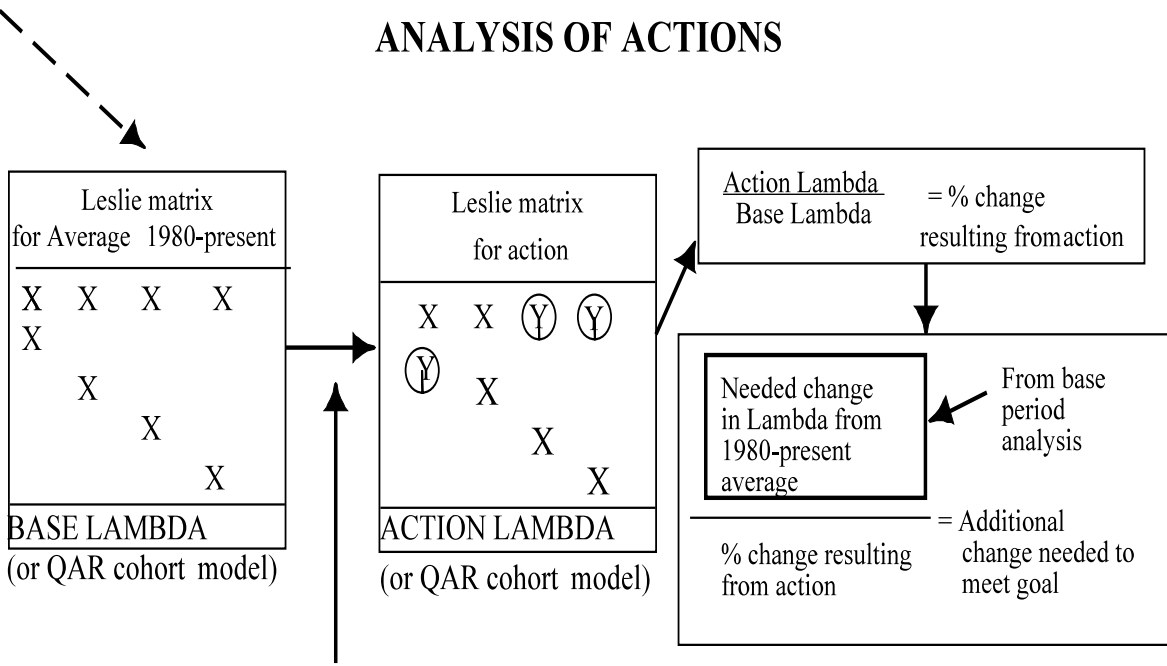 ANALYSIS OF ACTIONS
Leslie matrix
for Average 1980-present
X X X X
X
X
X
X
BASE LAMBDA
(or QAR cohort model)
Leslie matrix
for action
X X Y Y
Y
X
X
X
ACTION LAMBDA
(or QAR cohort model)
Action Lambda
Base Lambda
= % change
resulting fromaction
Needed change
in Lambda from
1980-present
average
From base
period
analysis
% change resulting
from action
= Additional
change needed to
meet goal